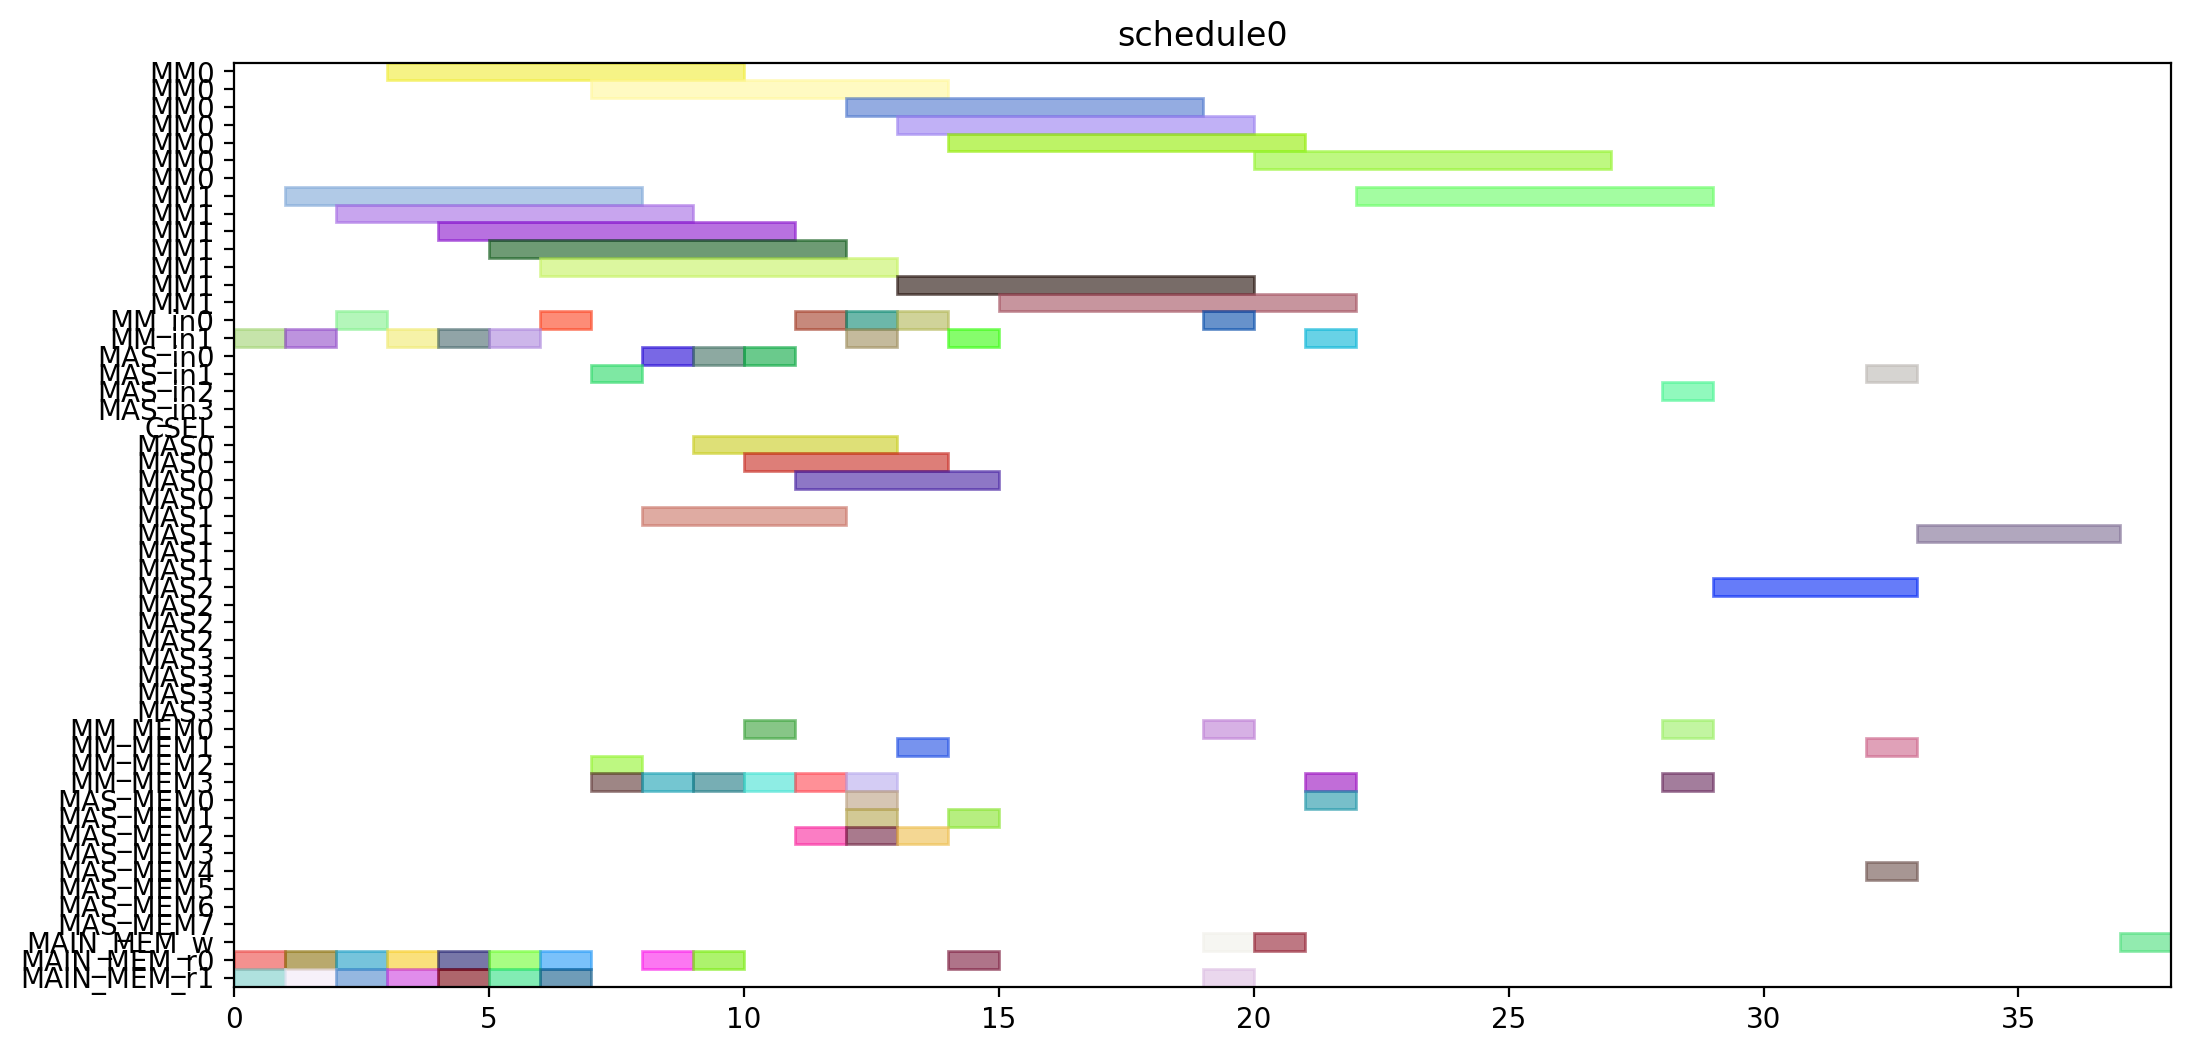 schedule0
MM0
MM0
MM0
MM0
MM0
MM0
MM0
MM1
MM1
MM1
MM1
MM1
MM1
MM1
MM_in0
MM_in1
MAS_in0
MAS_in1
MAS_in2
MAS_in3
CSEL
MAS0
MAS0
MAS0
MAS0
MAS1
MAS1
MAS1
MAS1
MAS2
MAS2
MAS2
MAS2
MAS3
MAS3
MAS3
MAS3
MM_MEM0
MM_MEM1
MM_MEM2
MM_MEM3
MAS_MEM0
MAS_MEM1
MAS_MEM2
MAS_MEM3
MAS_MEM4
MAS_MEM5
MAS_MEM6
MAS_MEM7
MAIN_MEM_w
MAIN_MEM_r0
MAIN_MEM_r1
0 5 10 15 20 25 30 35